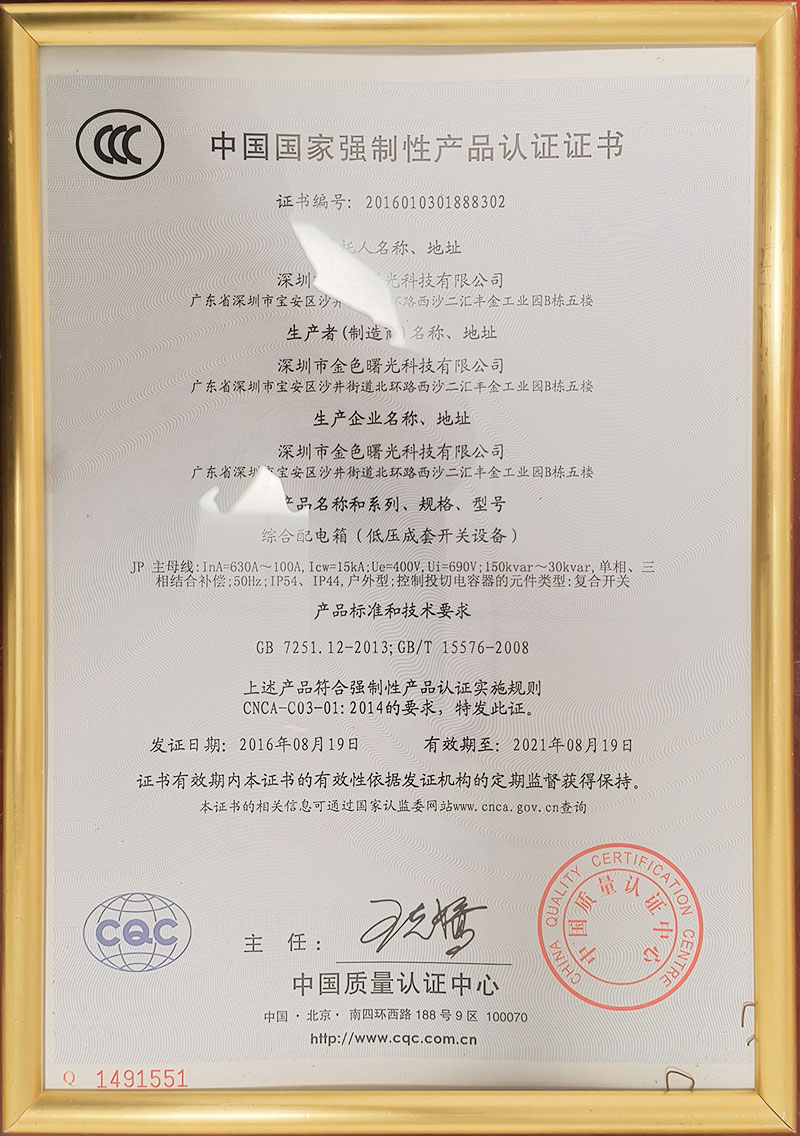 CCC
中国国家强制性产品认证证书
证书编号: 2016010301888302
托人名称、地址
深圳 光科技有限公司
广东省深圳市宝安区沙井 环路西沙二汇丰金工业园B栋五楼
生产者(制造商)名称、地址
深圳市金色曙光科技有限公司
广东省深圳市宝安区沙井街道北环路西沙二汇丰金工业园B栋五楼
生产企业名称、地址
深圳市金色曙光科技有限公司
广东省深圳市宝安区沙井街道北环路西沙二汇丰金工业园B栋五楼
产品名称和系列、规格、型号
综合配电箱（低压成套开关设备）
JP 主母线:InA=630A～100A,Icw=15kA;Ue=400V,Ui=690V;150kvar～30kvar,单相、三
相结合补偿;50Hz;IP54、IP44,户外型;控制投切电容器的元件类型:复合开关
产品标准和技术要求
GB 7251.12-2013;GB/T 15576-2008
上述产品符合强制性产品认证实施规则
CNCA-C03-01:2014的要求，特发此证。
发证日期: 2016年08月19日 有效期至: 2021年08月19日
证书有效期内本证书的有效性依据发证机构的定期监督获得保持。
本证书的相关信息可通过国家认监委网站www.cnca.gov.cn查询
CQC
主 任:
中国质量认证中心
中国·北京·南四环西路 188 号 9 区 100070
http://www.cqc.com.cn
CHINA QUALITY CERTIFICATION CENTRE
中国质量认证中心
Q 1491551